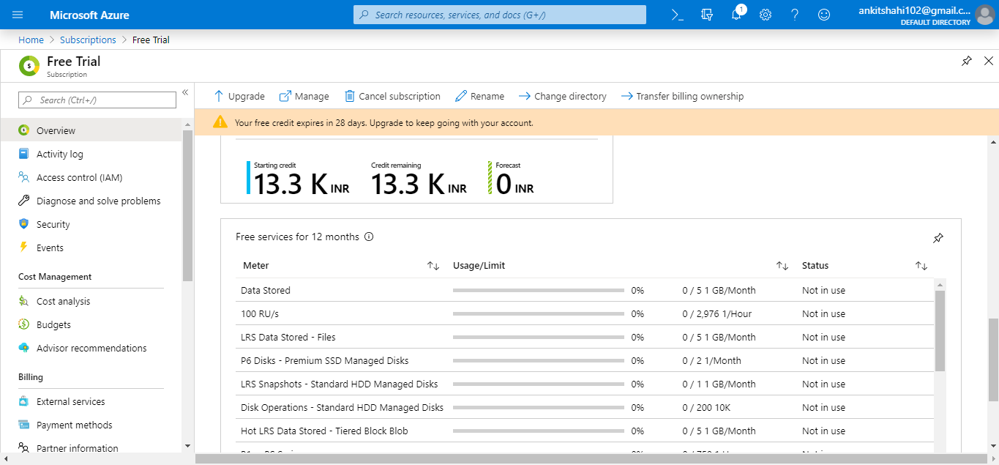 Microsoft Azure
Search resources, services, and docs (G+/)
1
ankitshahi102@gmail.c...
DEFAULT DIRECTORY
Home > Subscriptions > Free Trial
Free Trial
Subscription
Search (Ctrl+/)
«
Overview
Activity log
Access control (IAM)
Diagnose and solve problems
Security
Events
Cost Management
Cost analysis
Budgets
Advisor recommendations
Billing
External services
Payment methods
Partner information
Upgrade Manage Cancel subscription Rename Change directory Transfer billing ownership
Your free credit expires in 28 days. Upgrade to keep going with your account.
Starting credit Credit remaining Forecast
13.3 K INR 13.3 K INR 0 INR
Free services for 12 months
Meter Usage/Limit Status
Data Stored 0% 0 / 5 1 GB/Month Not in use
100 RU/s 0% 0 / 2,976 1/Hour Not in use
LRS Data Stored - Files 0% 0 / 5 1 GB/Month Not in use
P6 Disks - Premium SSD Managed Disks 0% 0 / 2 1/Month Not in use
LRS Snapshots - Standard HDD Managed Disks 0% 0 / 1 1 GB/Month Not in use
Disk Operations - Standard HDD Managed Disks 0% 0 / 200 10K Not in use
Hot LRS Data Stored - Tiered Block Blob 0% 0 / 5 1 GB/Month Not in use